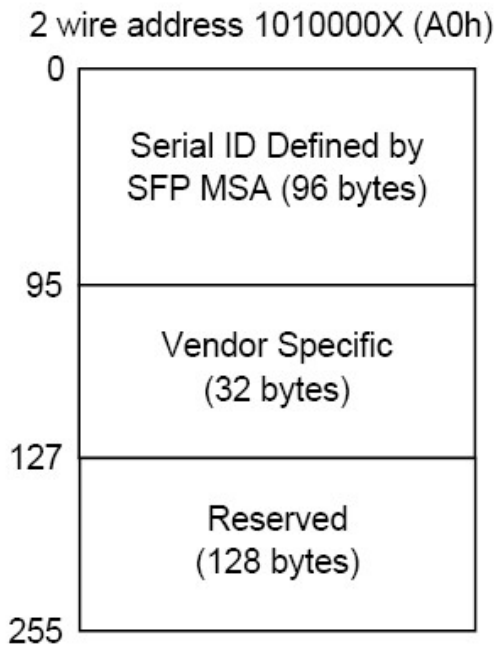 2 wire address 1010000X (A0h)
0
Serial ID Defined by
SFP MSA (96 bytes)
95
Vendor Specific
(32 bytes)
127
Reserved
(128 bytes)
255